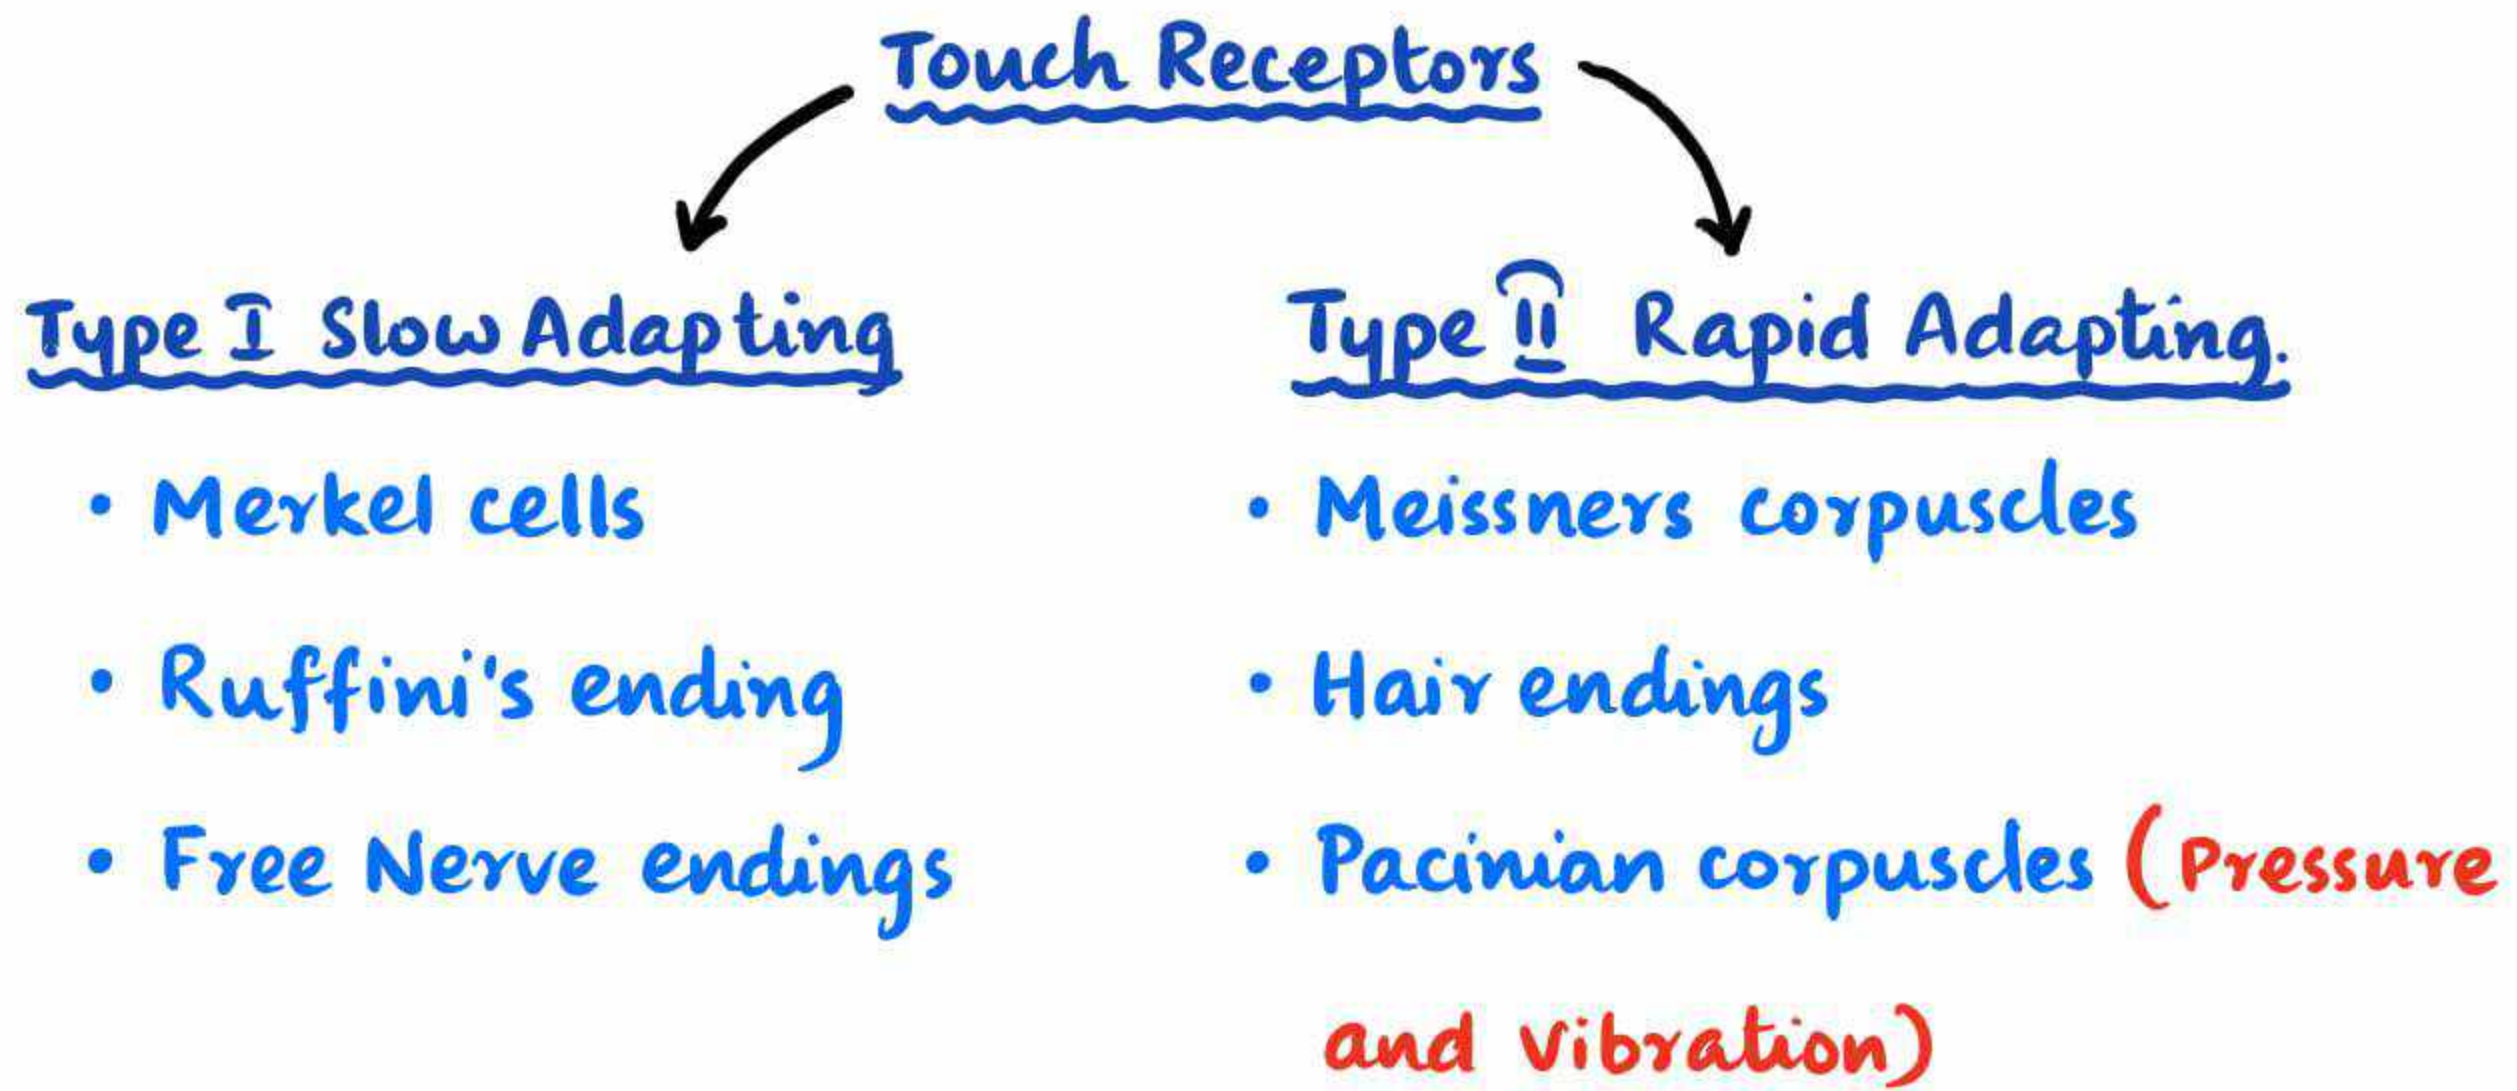 Touch Receptors
Type I Slow Adapting
• Merkel cells
• Ruffini's ending
• Free Nerve endings
Type II Rapid Adapting.
• Meissners corpuscles
• Hair endings
• Pacinian corpuscles (Pressure
and vibration)